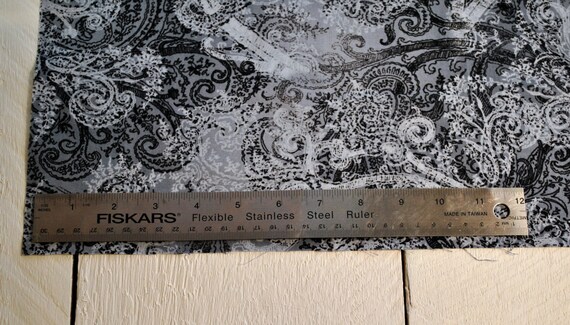 1 2 3 4 5 6 7 8 9 10 11 12
FISKARS® Flexible Stainless Steel Ruler MADE IN TAIWAN